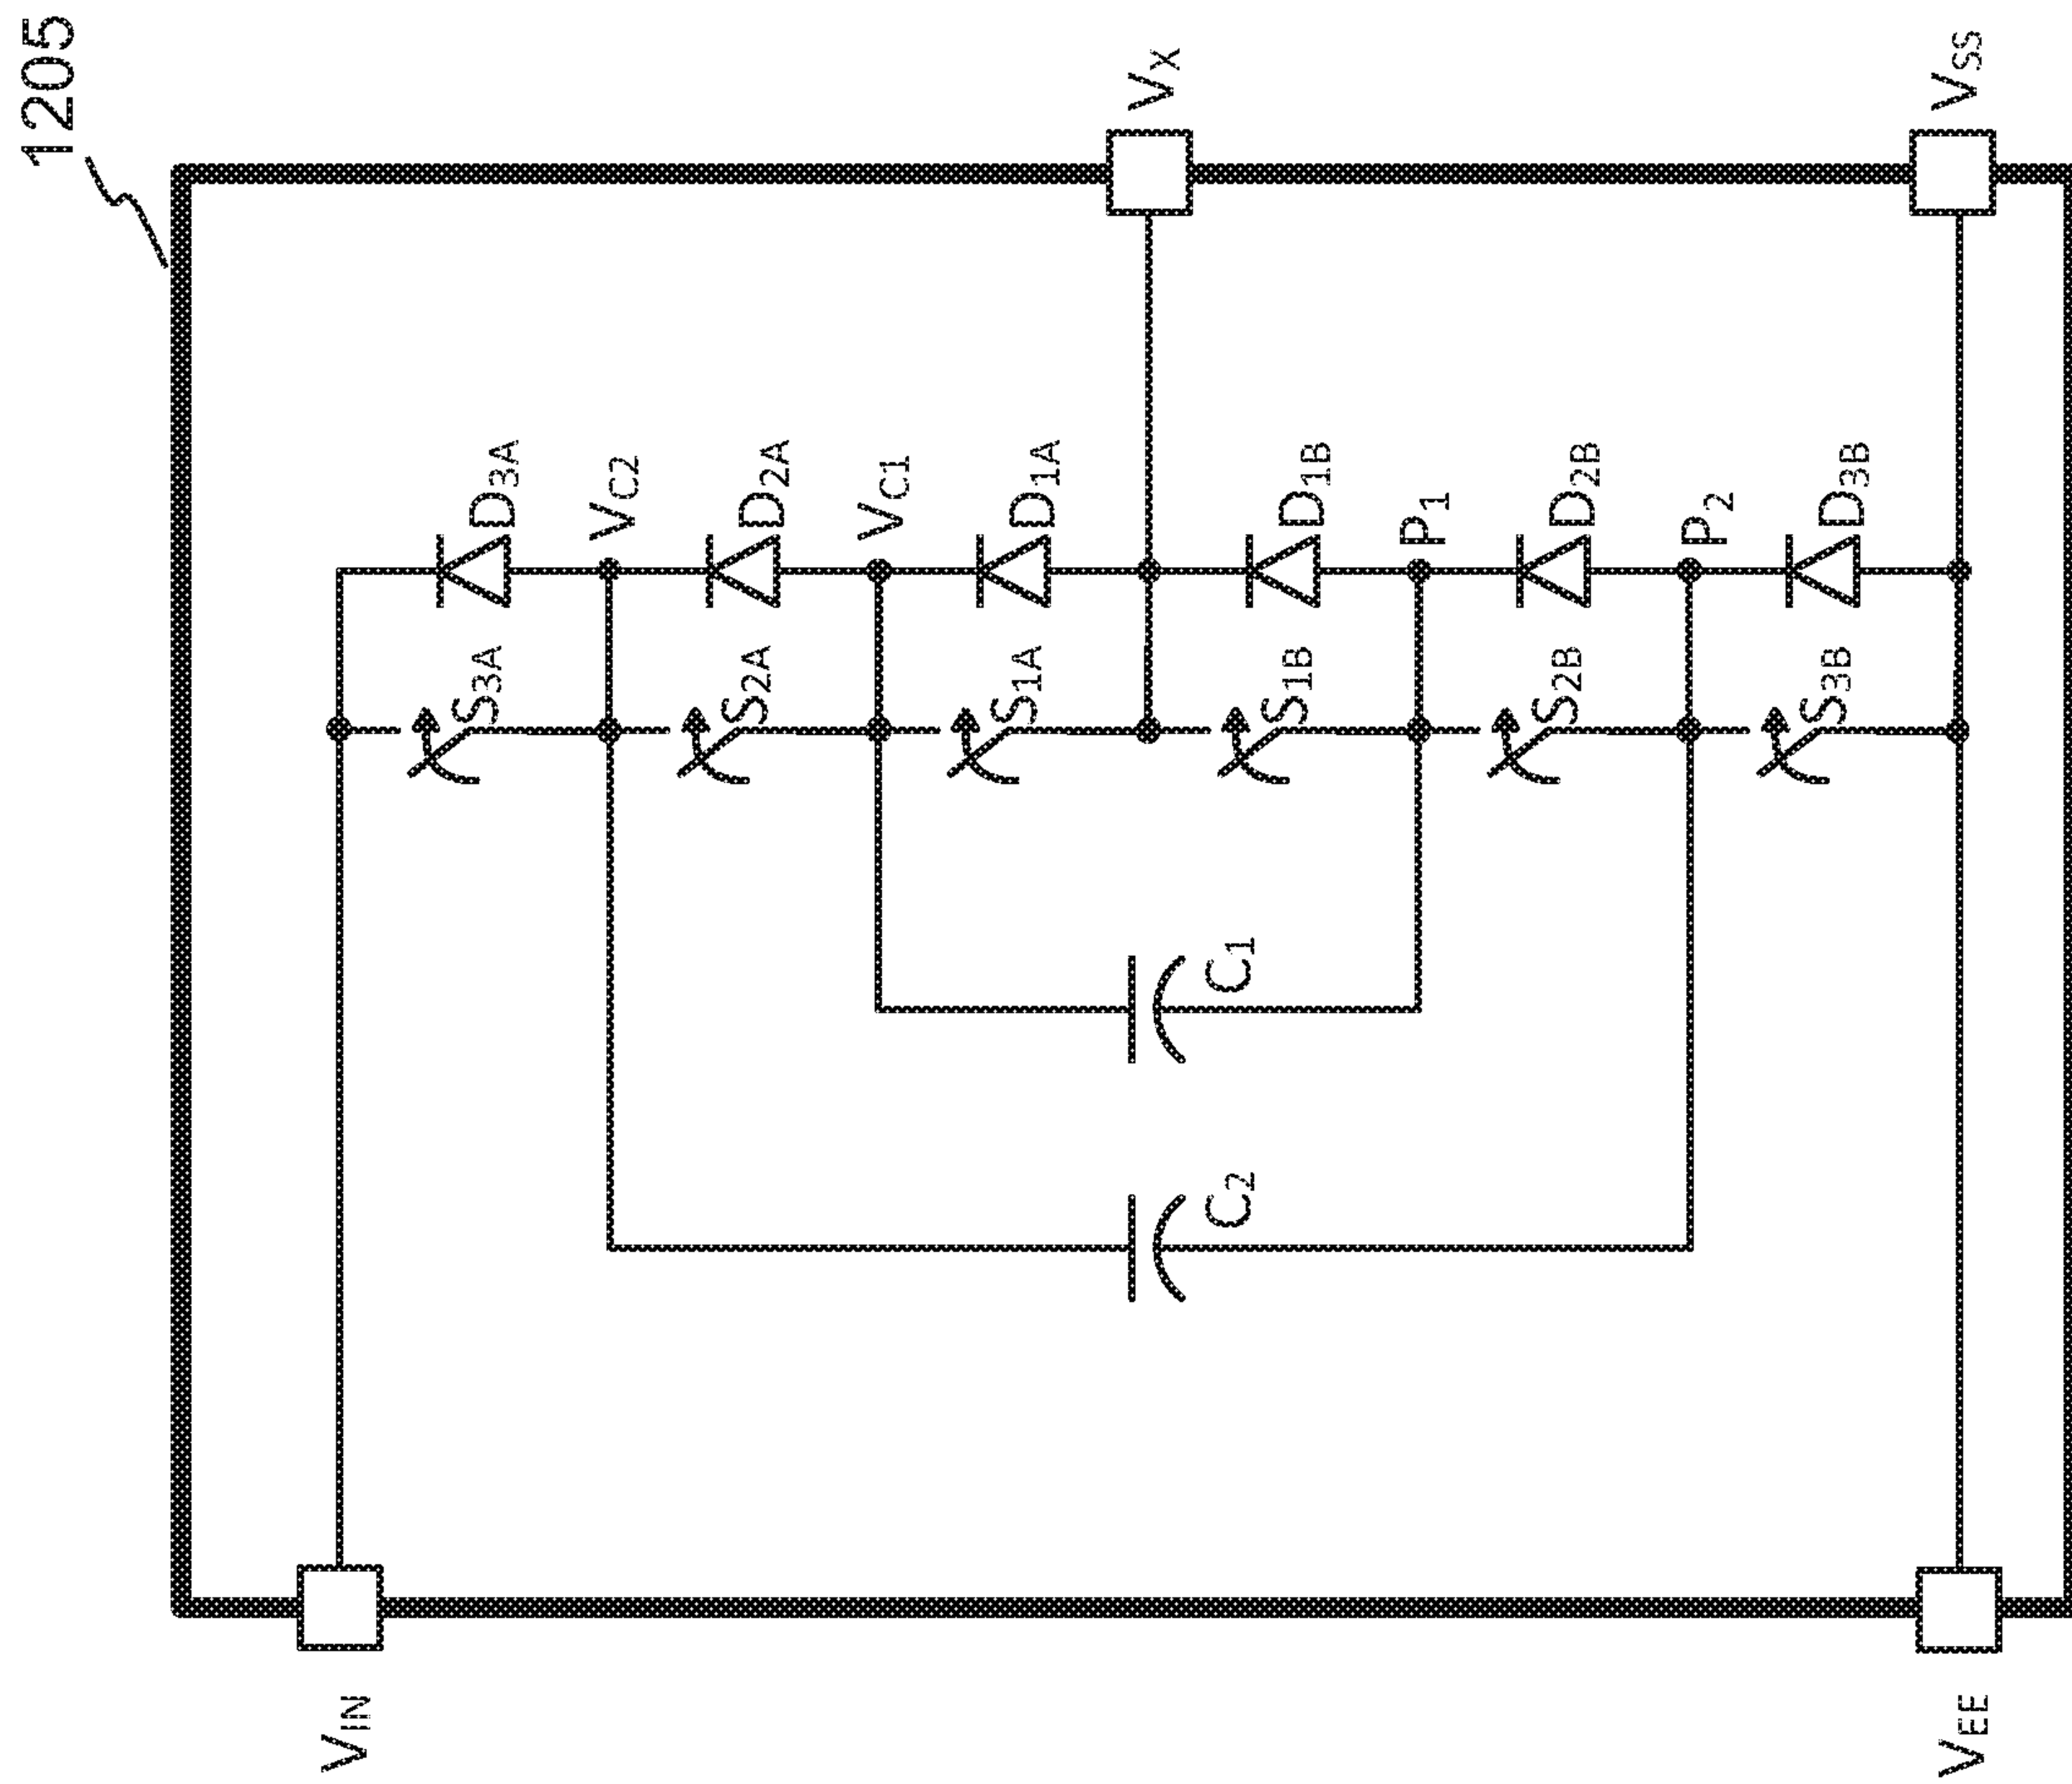 1205
VIN
VEE
VX
VSS
D3A
VC2
D2A
VC1
D1A
D1B
P1
D2B
P2
D3B
S3A
S2A
S1A
S1B
S2B
S3B
C1
C2